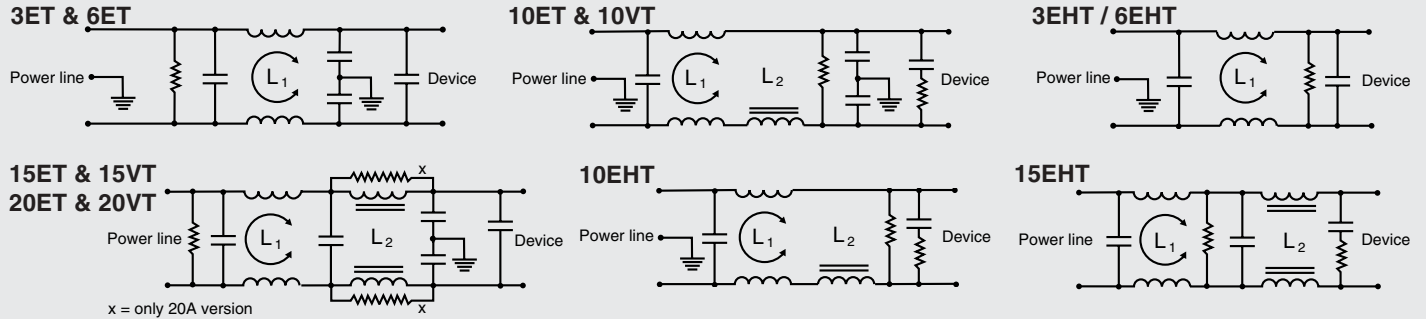 3ET & 6ET
Power line
L1
Device
10ET & 10VT
Power line
L1
L2
Device
3EHT / 6EHT
Power line
L1
Device
15ET & 15VT
20ET & 20VT
x
Power line
L1
L2
Device
x
x = only 20A version
10EHT
Power line
L1
L2
Device
15EHT
Power line
L1
L2
Device